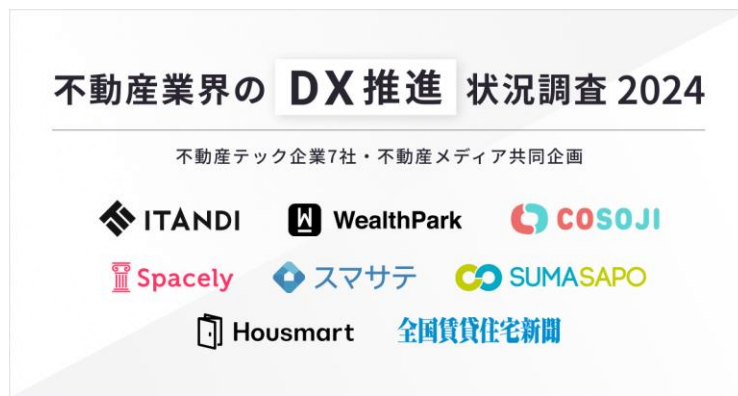 不動産業界の DX推進 状況調査 2024
不動産テック企業7社・不動産メディア共同企画
ITANDI WealthPark COSOJI
Spacely スマサテ SUMASAPO
Housmart 全国賃貸住宅新聞